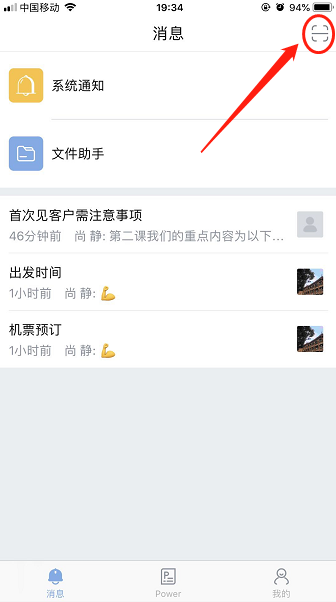 中国移动 19:34 94%
消息
系统通知
文件助手
首次见客户需注意事项
46分钟前 尚 静: 第二课我们的重点内容为以下...
出发时间
1小时前 尚 静: 💪
机票预订
1小时前 尚 静: 💪
消息 Power 我的